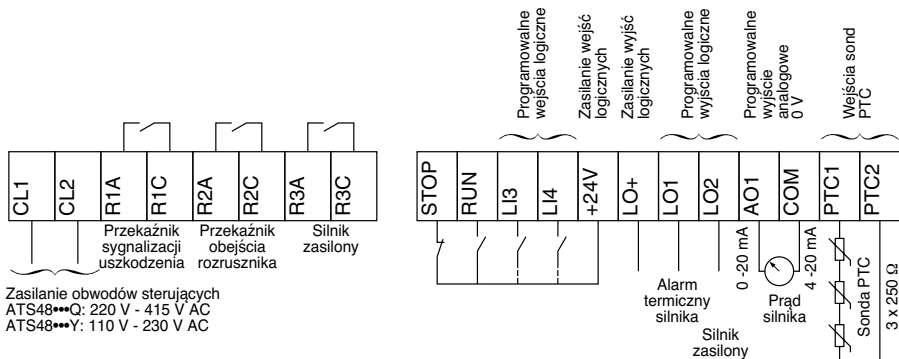 Programowalne
wejścia logiczne
Zasilanie wejść
logicznych
Zasilanie wyjść
logicznych
Programowalne
wyjścia logiczne
Programowalne
wyjście
analogowe
0 V
Wejścia sond
PTC
CL1
CL2
R1A
R1C
R2A
R2C
R3A
R3C
STOP
RUN
LI3
LI4
+24V
LO+
LO1
LO2
AO1
COM
PTC1
PTC2
Przekaźnik
sygnalizacji
uszkodzenia
Przekaźnik
obejścia
rozrusznika
Silnik
zasilony
Zasilanie obwodów sterujących
ATS48•••Q: 220 V - 415 V AC
ATS48•••Y: 110 V - 230 V AC
Alarm
termiczny
silnika
Silnik
zasilony
0 -20 mA
4 -20 mA
Prąd
silnika
Sonda PTC
3 x 250 Ω